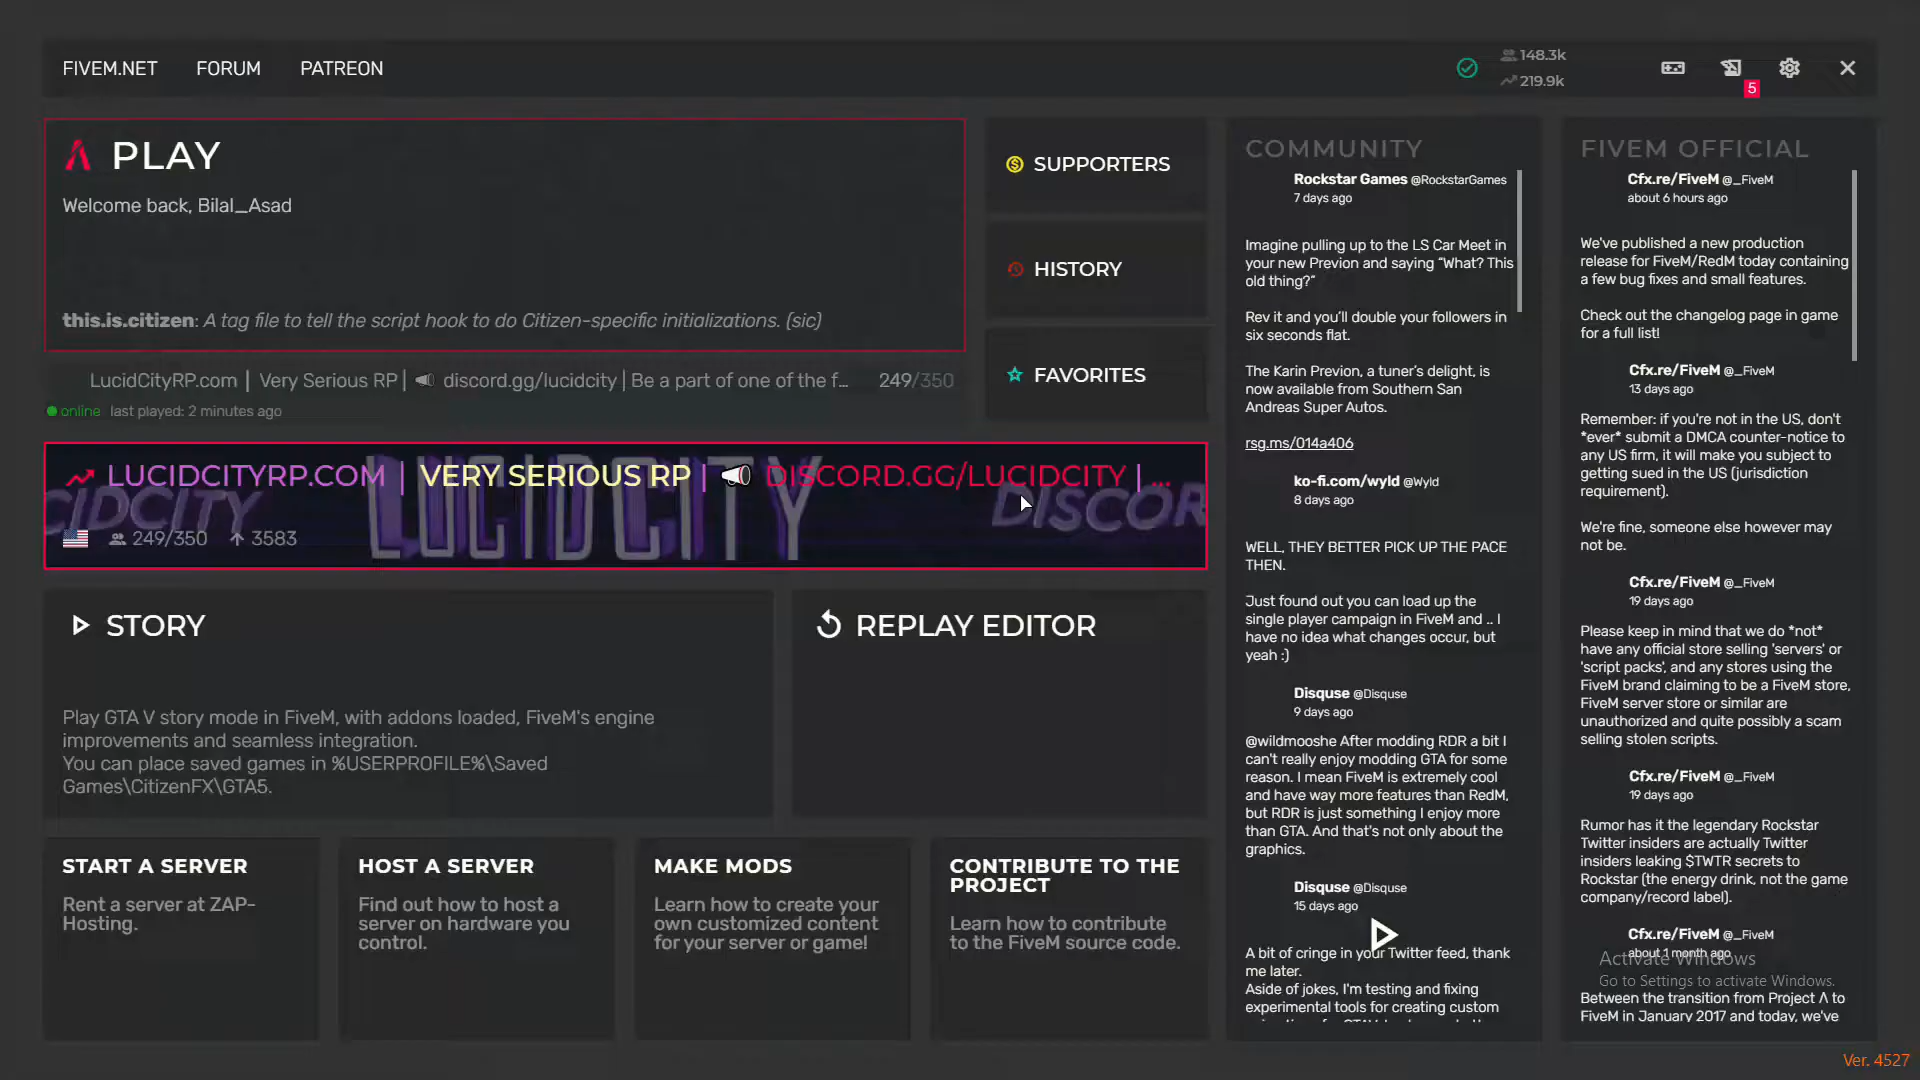 FIVEM.NET FORUM PATREON
148.3k
219.9k
5
PLAY
Welcome back, Bilal_Asad
this.is.citizen: A tag file to tell the script hook to do Citizen-specific initializations. (sic)
LucidCityRP.com | Very Serious RP | discord.gg/lucidcity | Be a part of one of the f... 249/350
online last played: 2 minutes ago
SUPPORTERS
HISTORY
FAVORITES
LUCIDCITYRP.COM | VERY SERIOUS RP | DISCORD.GG/LUCIDCITY | ...
CIDCITY LUCIDCITY DISCOR
249/350 3583
STORY
Play GTA V story mode in FiveM, with addons loaded, FiveM's engine
improvements and seamless integration.
You can place saved games in %USERPROFILE%\Saved
Games\CitizenFX\GTA5.
REPLAY EDITOR
START A SERVER
Rent a server at ZAP-
Hosting.
HOST A SERVER
Find out how to host a
server on hardware you
control.
MAKE MODS
Learn how to create your
own customized content
for your server or game!
CONTRIBUTE TO THE
PROJECT
Learn how to contribute
to the FiveM source code.
COMMUNITY
Rockstar Games @RockstarGames
7 days ago
Imagine pulling up to the LS Car Meet in
your new Previon and saying “What? This
old thing?”
Rev it and you’ll double your followers in
six seconds flat.
The Karin Previon, a tuner’s delight, is
now available from Southern San
Andreas Super Autos.
rsg.ms/014a406
ko-fi.com/wyld @Wyld
8 days ago
WELL, THEY BETTER PICK UP THE PACE
THEN.
Just found out you can load up the
single player campaign in FiveM and .. I
have no idea what changes occur, but
yeah :)
Disquse @Disquse
9 days ago
@wildmooshe After modding RDR a bit I
can't really enjoy modding GTA for some
reason. I mean FiveM is extremely cool
and have way more features than RedM,
but RDR is just something I enjoy more
than GTA. And that's not only about the
graphics.
Disquse @Disquse
15 days ago
A bit of cringe in your Twitter feed, thank
me later.
Aside of jokes, I'm testing and fixing
experimental tools for creating custom
FIVEM OFFICIAL
Cfx.re/FiveM @_FiveM
about 6 hours ago
We've published a new production
release for FiveM/RedM today containing
a few bug fixes and small features.
Check out the changelog page in game
for a full list!
Cfx.re/FiveM @_FiveM
13 days ago
Remember: if you're not in the US, don't
*ever* submit a DMCA counter-notice to
any US firm, it will make you subject to
getting sued in the US (jurisdiction
requirement).
We're fine, someone else however may
not be.
Cfx.re/FiveM @_FiveM
19 days ago
Please keep in mind that we do *not*
have any official store selling 'servers' or
'script packs', and any stores using the
FiveM brand claiming to be a FiveM store,
FiveM server store or similar are
unauthorized and quite possibly a scam
selling stolen scripts.
Cfx.re/FiveM @_FiveM
19 days ago
Rumor has it the legendary Rockstar
Twitter insiders are actually Twitter
insiders leaking $TWTR secrets to
Rockstar (the energy drink, not the game
company/record label).
Cfx.re/FiveM @_FiveM
about 1 month ago
Activate Windows
Go to Settings to activate Windows.
Between the transition from Project Λ to
FiveM in January 2017 and today, we've
Ver. 4527